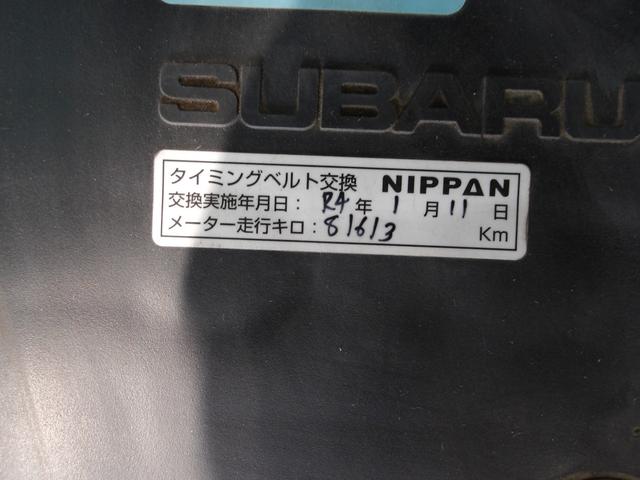 SUBARU
タイミングベルト交換 NIPPAN
交換実施年月日： R4 年 1 月 11 日
メーター走行キロ： 81613 Km